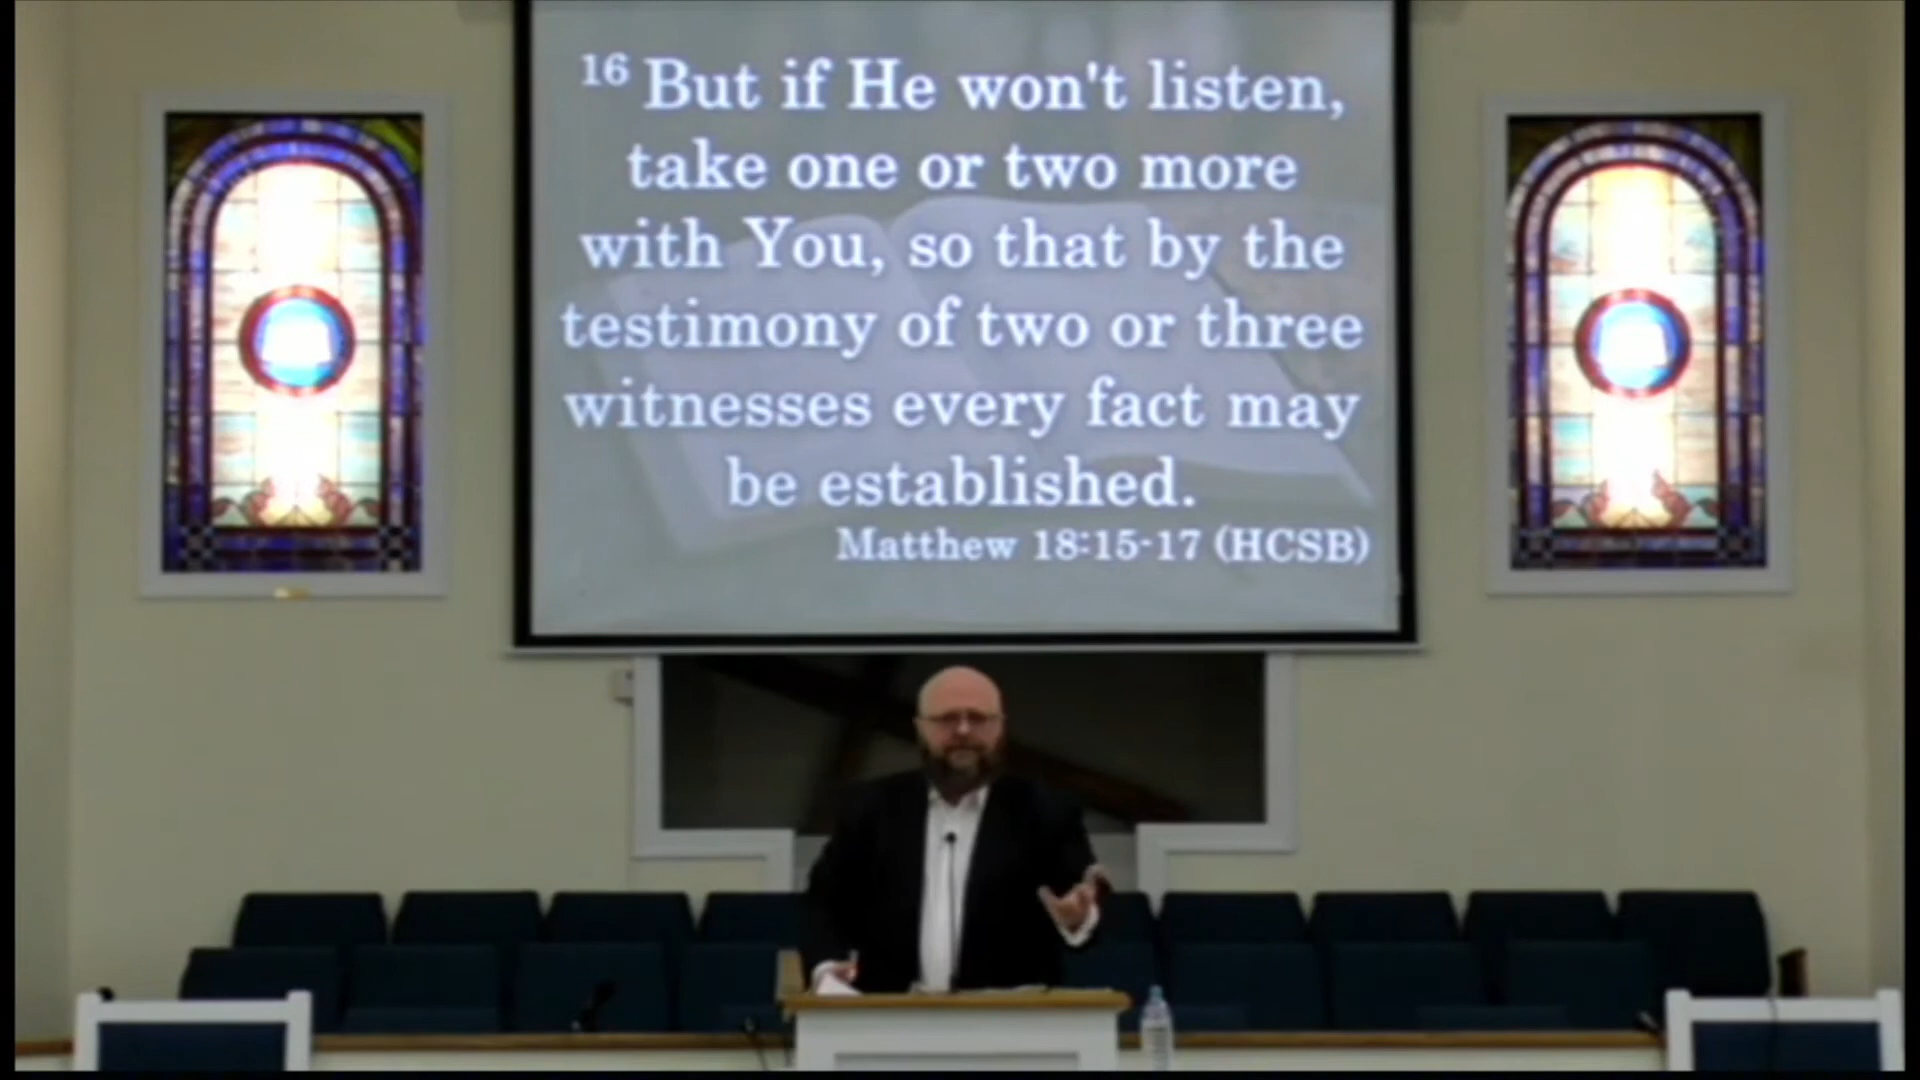 16 But if He won't listen,
take one or two more
with You, so that by the
testimony of two or three
witnesses every fact may
be established.
Matthew 18:15-17 (HCSB)